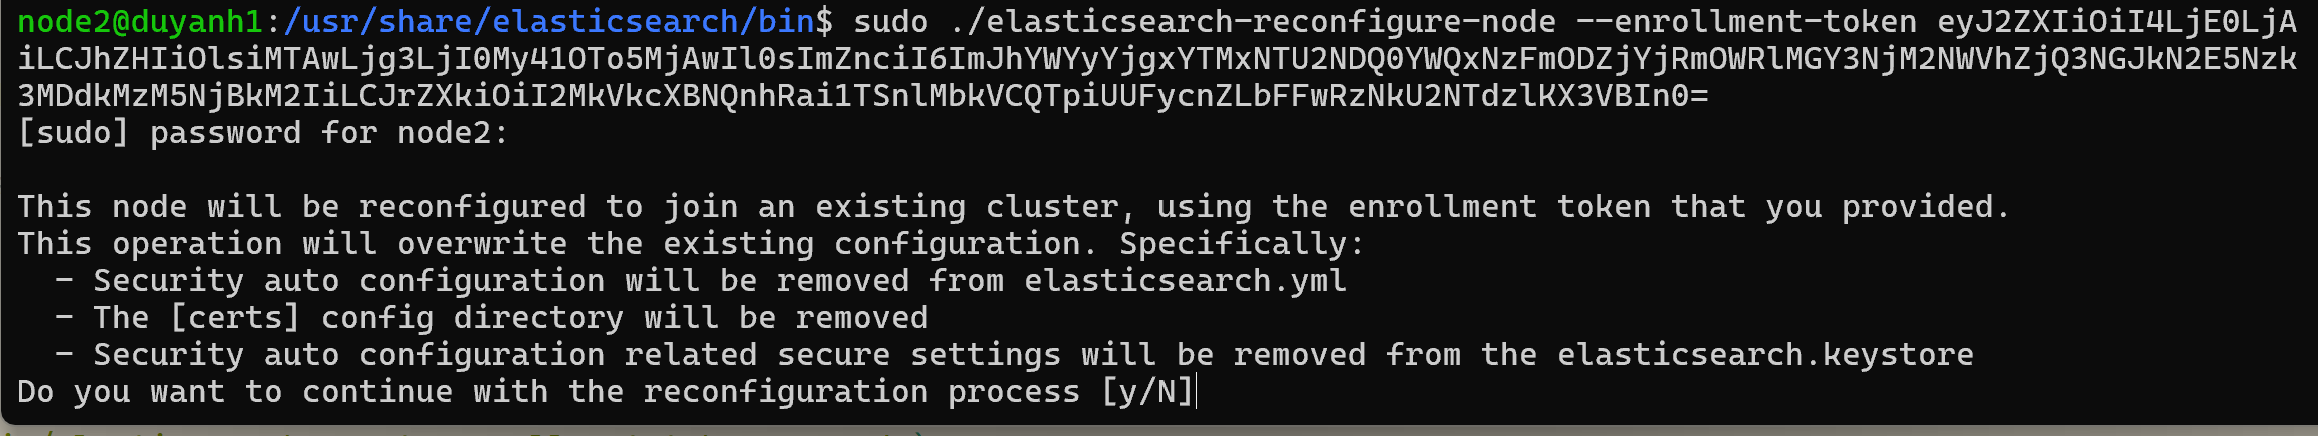 node2@duyanh1:/usr/share/elasticsearch/bin$ sudo ./elasticsearch-reconfigure-node --enrollment-token eyJ2ZXIiOiI4LjE0LjA
iLCJhZHIiOlsiMTAwLjg3LjI0My41OTo5MjAwIl0sImZnciI6ImJhYWYyYjgxYTMxNTU2NDQ0YWQxNzFmODZjYjRmOWRlMGY3NjM2NWVhZjQ3NGJkN2E5Nzk
3MDdkMzM5NjBkM2IiLCJrZXkiOiI2MkVkcXBNQnhRai1TSnlMbkVCQTpiUUFycnZLbFFwRzNkU2NTdzlKX3VBIn0=
[sudo] password for node2:
This node will be reconfigured to join an existing cluster, using the enrollment token that you provided.
This operation will overwrite the existing configuration. Specifically:
  - Security auto configuration will be removed from elasticsearch.yml
  - The [certs] config directory will be removed
  - Security auto configuration related secure settings will be removed from the elasticsearch.keystore
Do you want to continue with the reconfiguration process [y/N]